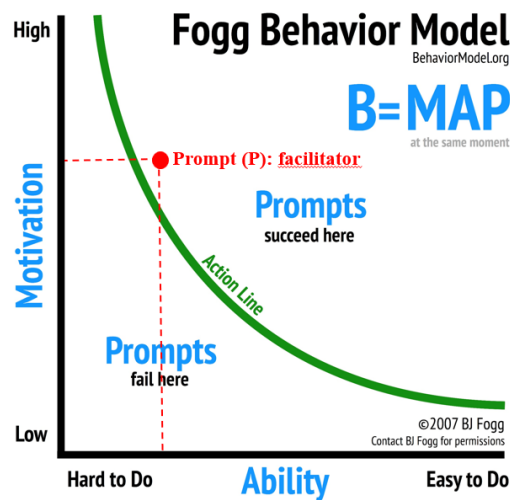 High
Fogg Behavior Model
BehaviorModel.org
B=MAP
at the same moment
Prompt (P): facilitator
Motivation
Prompts
succeed here
Action Line
Prompts
fail here
©2007 BJ Fogg
Contact BJ Fogg for permissions
Low
Hard to Do
Ability
Easy to Do